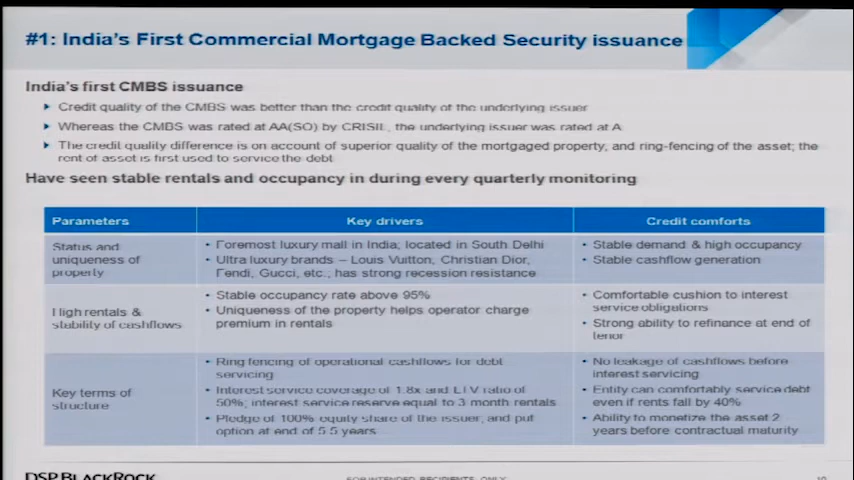 #1: India's First Commercial Mortgage Backed Security issuance
India's first CMBS issuance
Credit quality of the CMBS was better than the credit quality of the underlying issuer
Whereas the CMBS was rated at AA(SO) by CRISIL, the underlying issuer was rated at A
The credit quality difference is on account of superior quality of the mortgaged property, and ring-fencing of the asset; the
rent of asset is first used to service the debt
Have seen stable rentals and occupancy in during every quarterly monitoring
Parameters
Key drivers
Credit comforts
Status and
uniqueness of
property
• Foremost luxury mall in India; located in South Delhi
• Ultra luxury brands – Louis Vuitton, Christian Dior,
Fendi, Gucci, etc.; has strong recession resistance
• Stable demand & high occupancy
• Stable cashflow generation
High rentals &
stability of cashflows
• Stable occupancy rate above 95%
• Uniqueness of the property helps operator charge
premium in rentals
• Comfortable cushion to interest
service obligations
• Strong ability to refinance at end of
tenor
Key terms of
structure
• Ring fencing of operational cashflows for debt
servicing
• Interest service coverage of 1.8x and LTV ratio of
50%; interest service reserve equal to 3 month rentals
• Pledge of 100% equity share of the issuer, and put
option at end of 5.5 years
• No leakage of cashflows before
interest servicing
• Entity can comfortably service debt
even if rents fall by 40%
• Ability to monetize the asset 2
years before contractual maturity
DSP BLACKROCK
FOR INTENDED RECIPIENTS ONLY
10